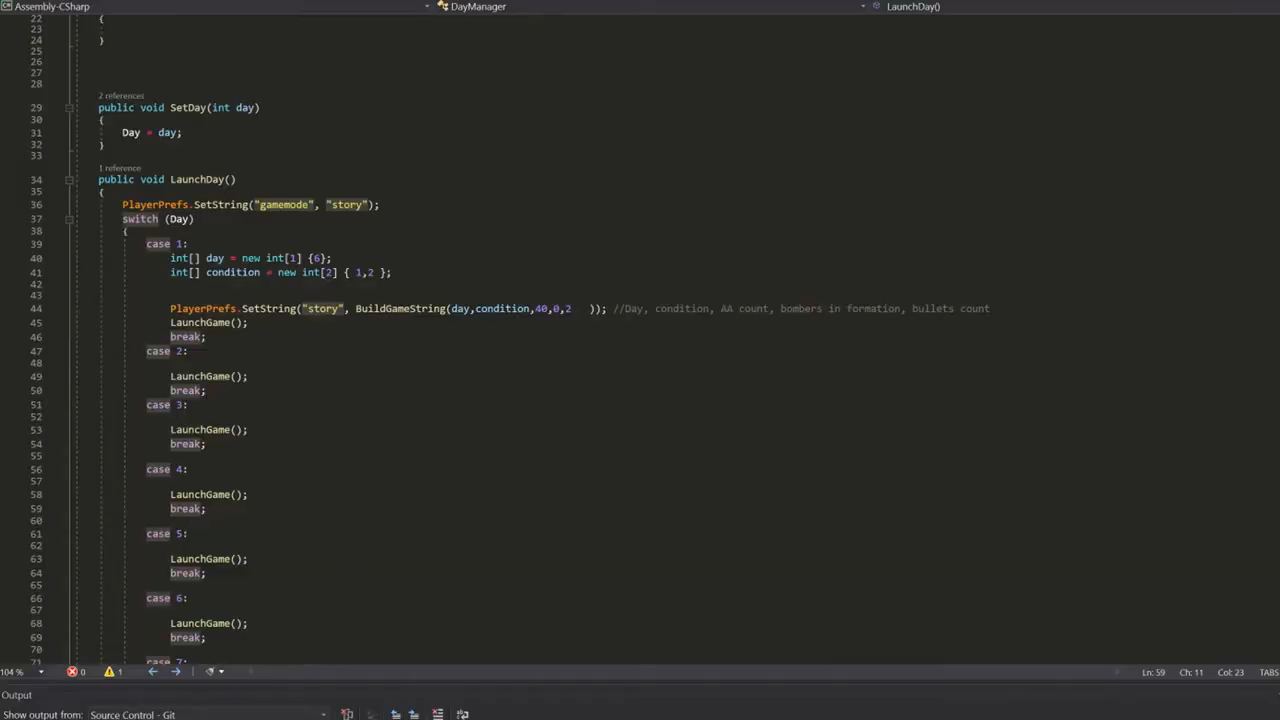 Assembly-CSharp DayManager LaunchDay()
22 {
23
24 }
25
26
27
28
2 references
29 public void SetDay(int day)
30 {
31 Day = day;
32 }
33
1 reference
34 public void LaunchDay()
35 {
36 PlayerPrefs.SetString("gamemode", "story");
37 switch (Day)
38 {
39 case 1:
40 int[] day = new int[1] {6};
41 int[] condition = new int[2] { 1,2 };
42
43
44 PlayerPrefs.SetString("story", BuildGameString(day,condition,40,0,2 )); //Day, condition, AA count, bombers in formation, bullets count
45 LaunchGame();
46 break;
47 case 2:
48
49 LaunchGame();
50 break;
51 case 3:
52
53 LaunchGame();
54 break;
55
56 case 4:
57
58 LaunchGame();
59 break;
60
61 case 5:
62
63 LaunchGame();
64 break;
65
66 case 6:
67
68 LaunchGame();
69 break;
70
71 case 7:
104 % 0 1 Ln: 59 Ch: 11 Col: 23 TABS
Output
Show output from: Source Control - Git